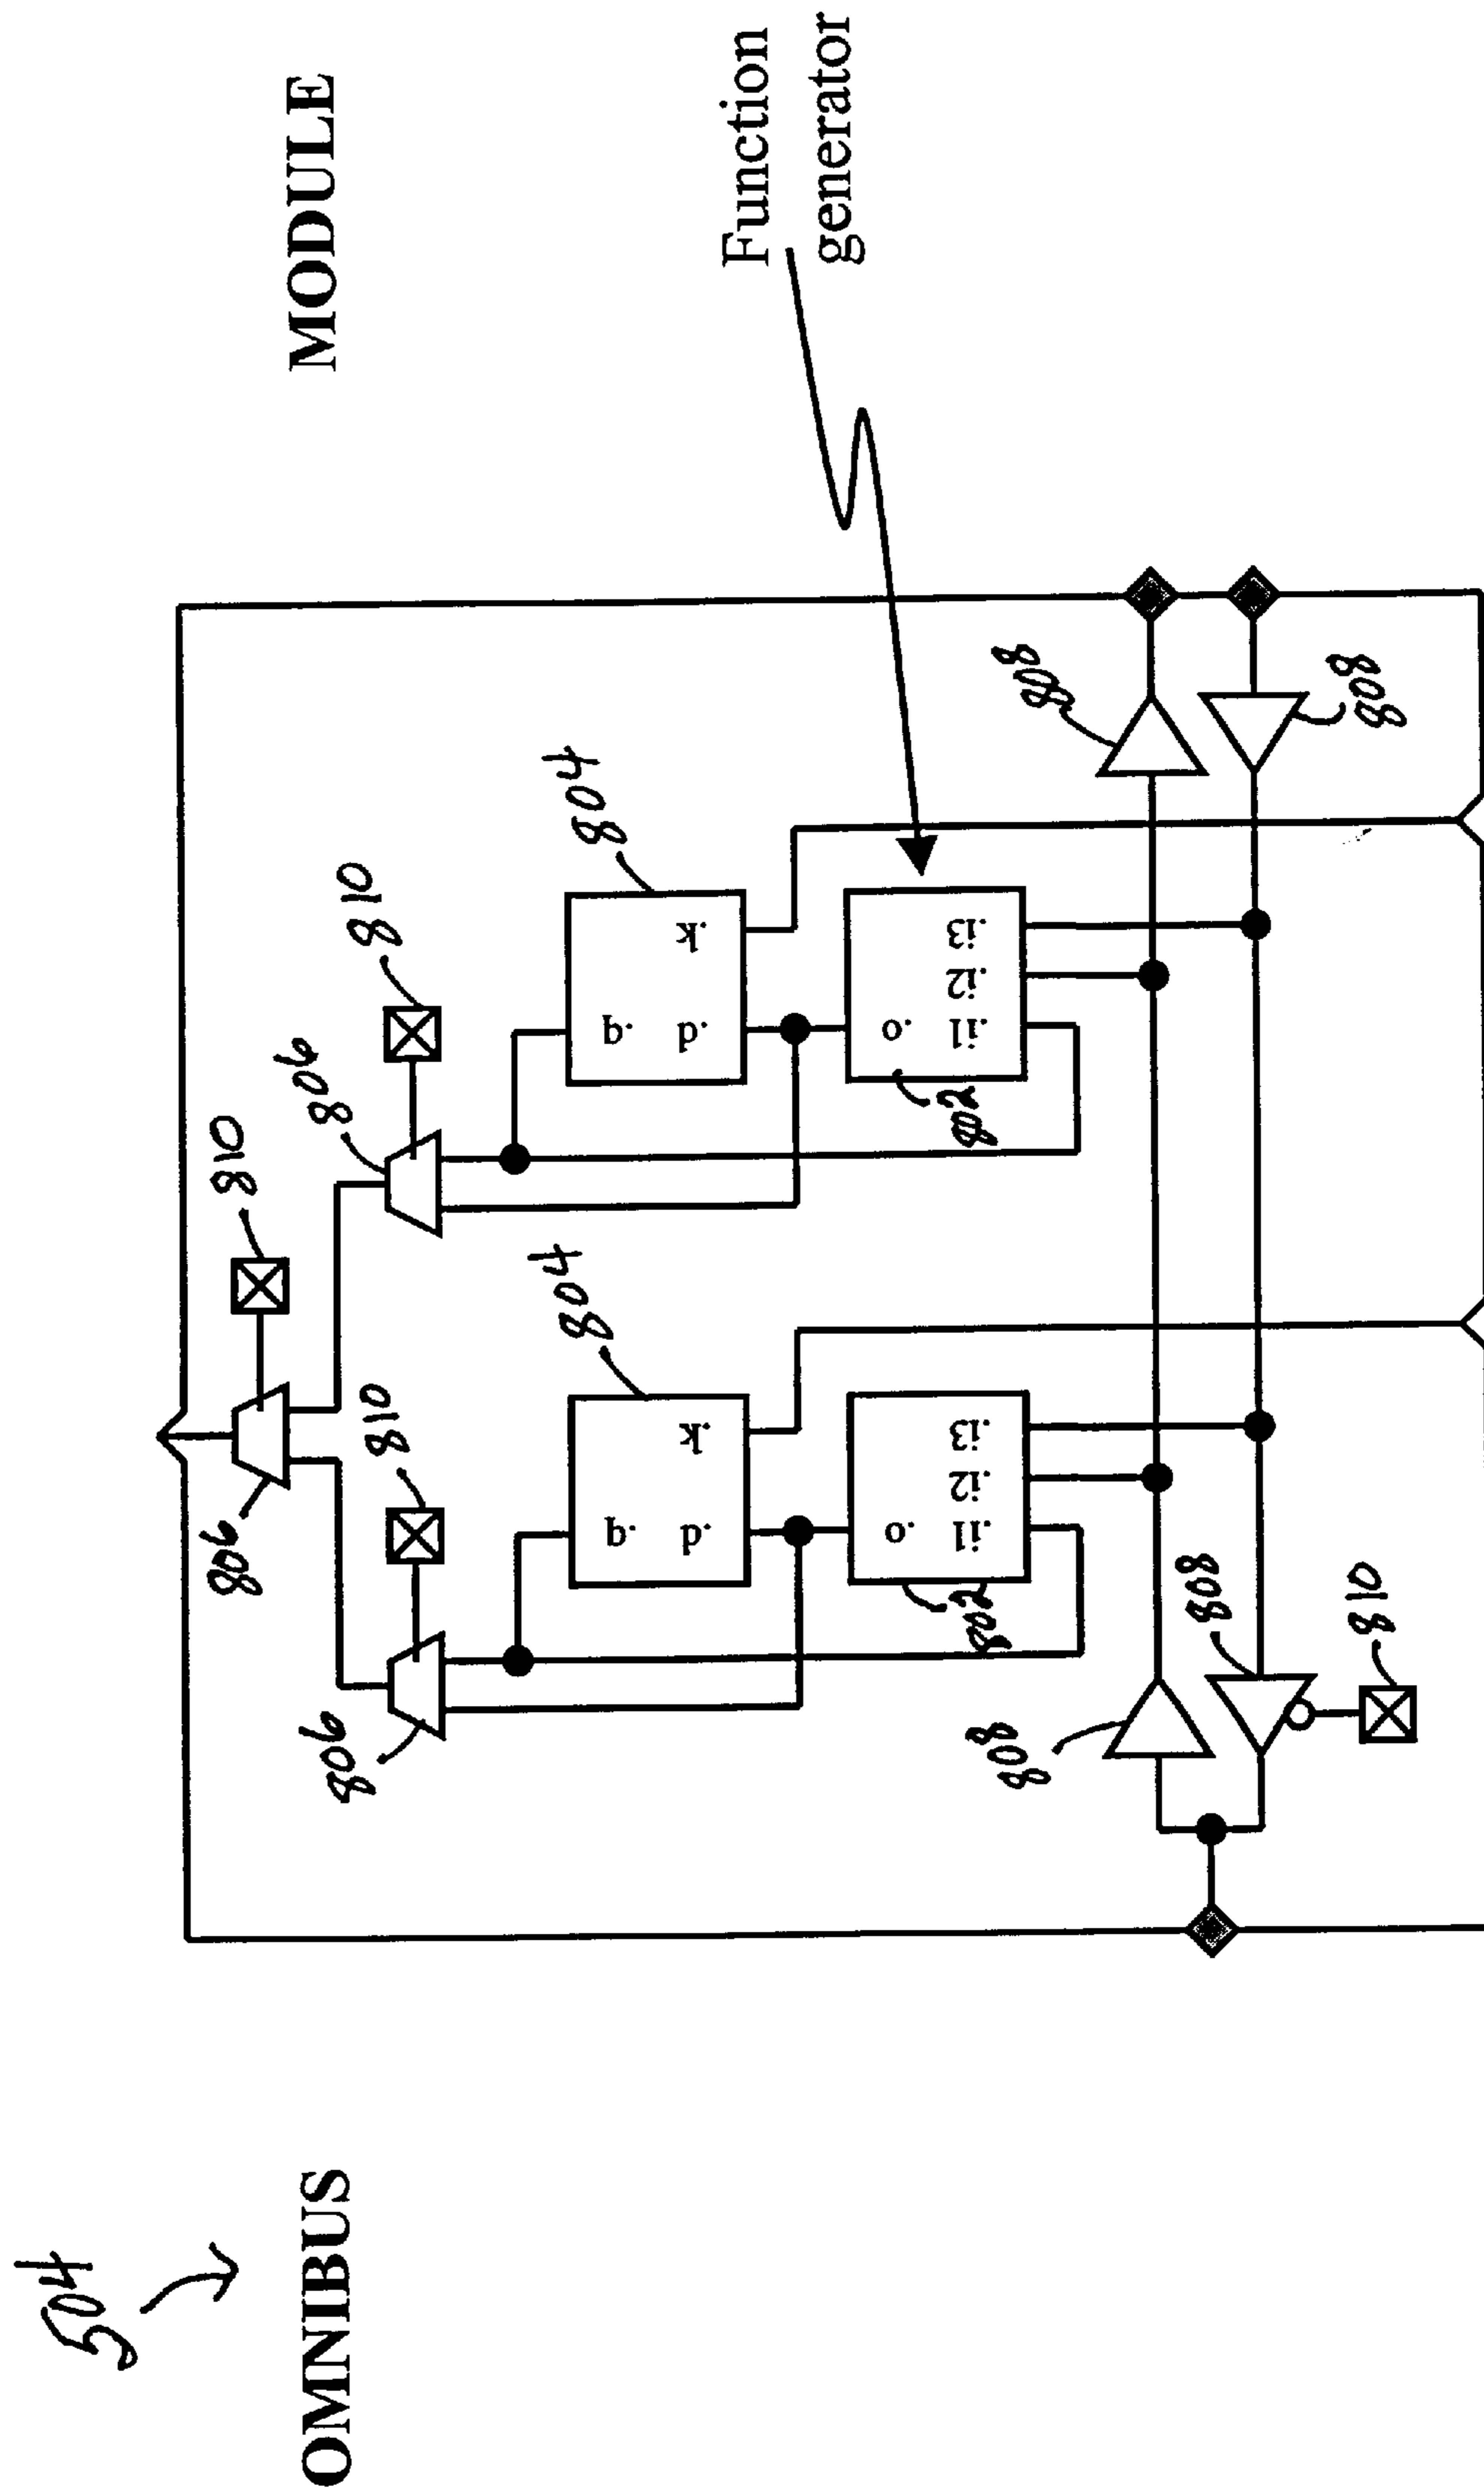 504
OMNIBUS
MODULE
Function
generator
806
810
806
810
806
810
804
804
.q
.d
.k
.q
.d
.k
.o
.i1
.i2
.i3
.o
.i1
.i2
.i3
802
802
808
808
808
808
810